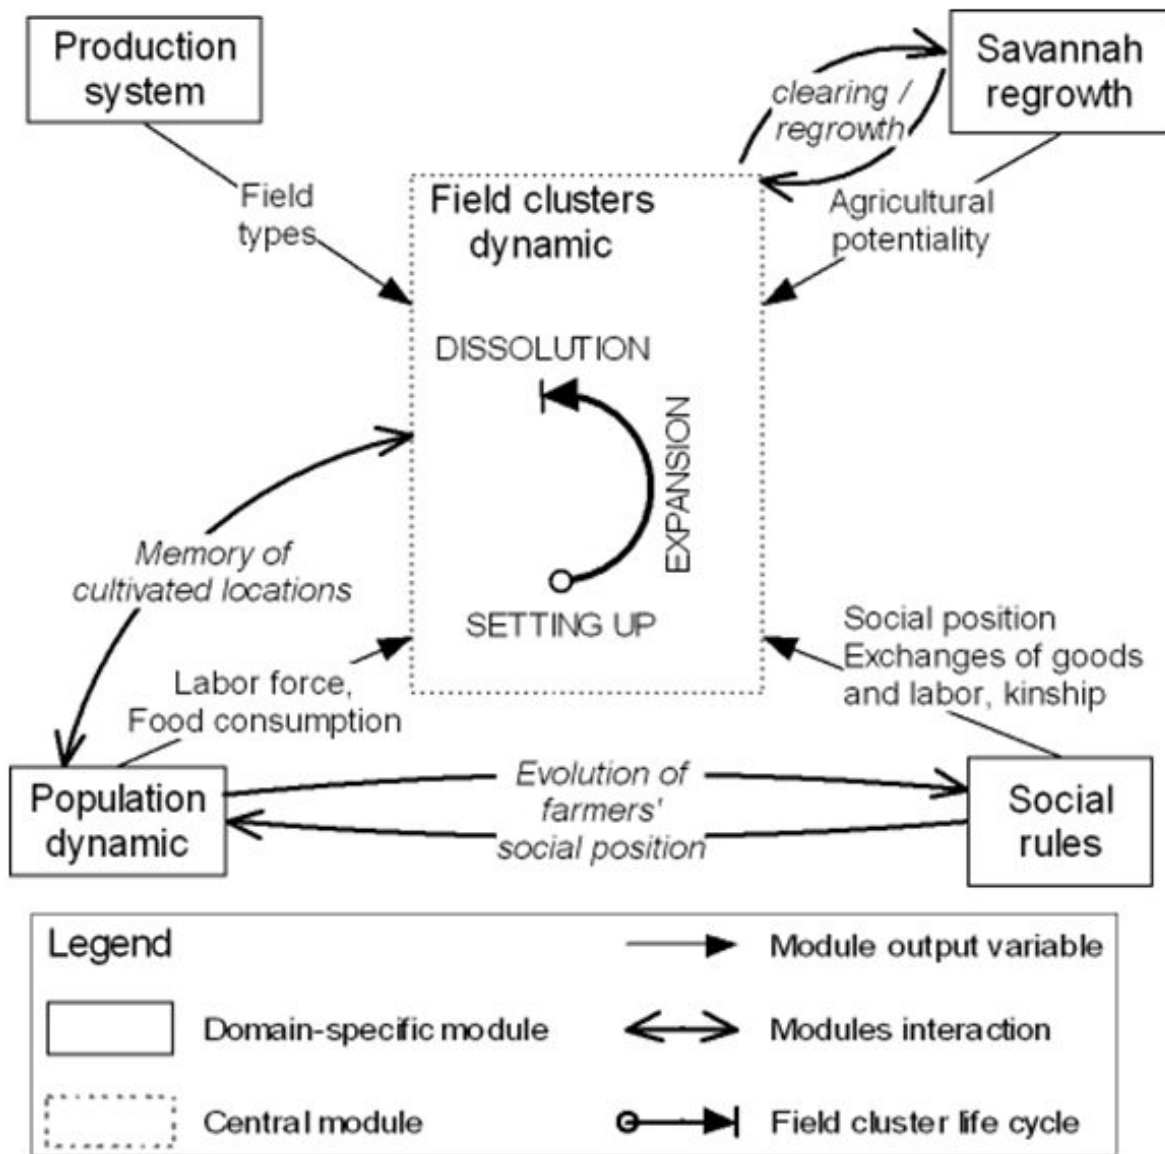 Production
system
Savannah
regrowth
clearing /
regrowth
Field
types
Field clusters
dynamic
Agricultural
potentiality
DISSOLUTION
EXPANSION
SETTING UP
Memory of
cultivated locations
Labor force,
Food consumption
Social position
Exchanges of goods
and labor, kinship
Population
dynamic
Evolution of
farmers'
social position
Social
rules
Legend
Module output variable
Domain-specific module
Modules interaction
Central module
Field cluster life cycle